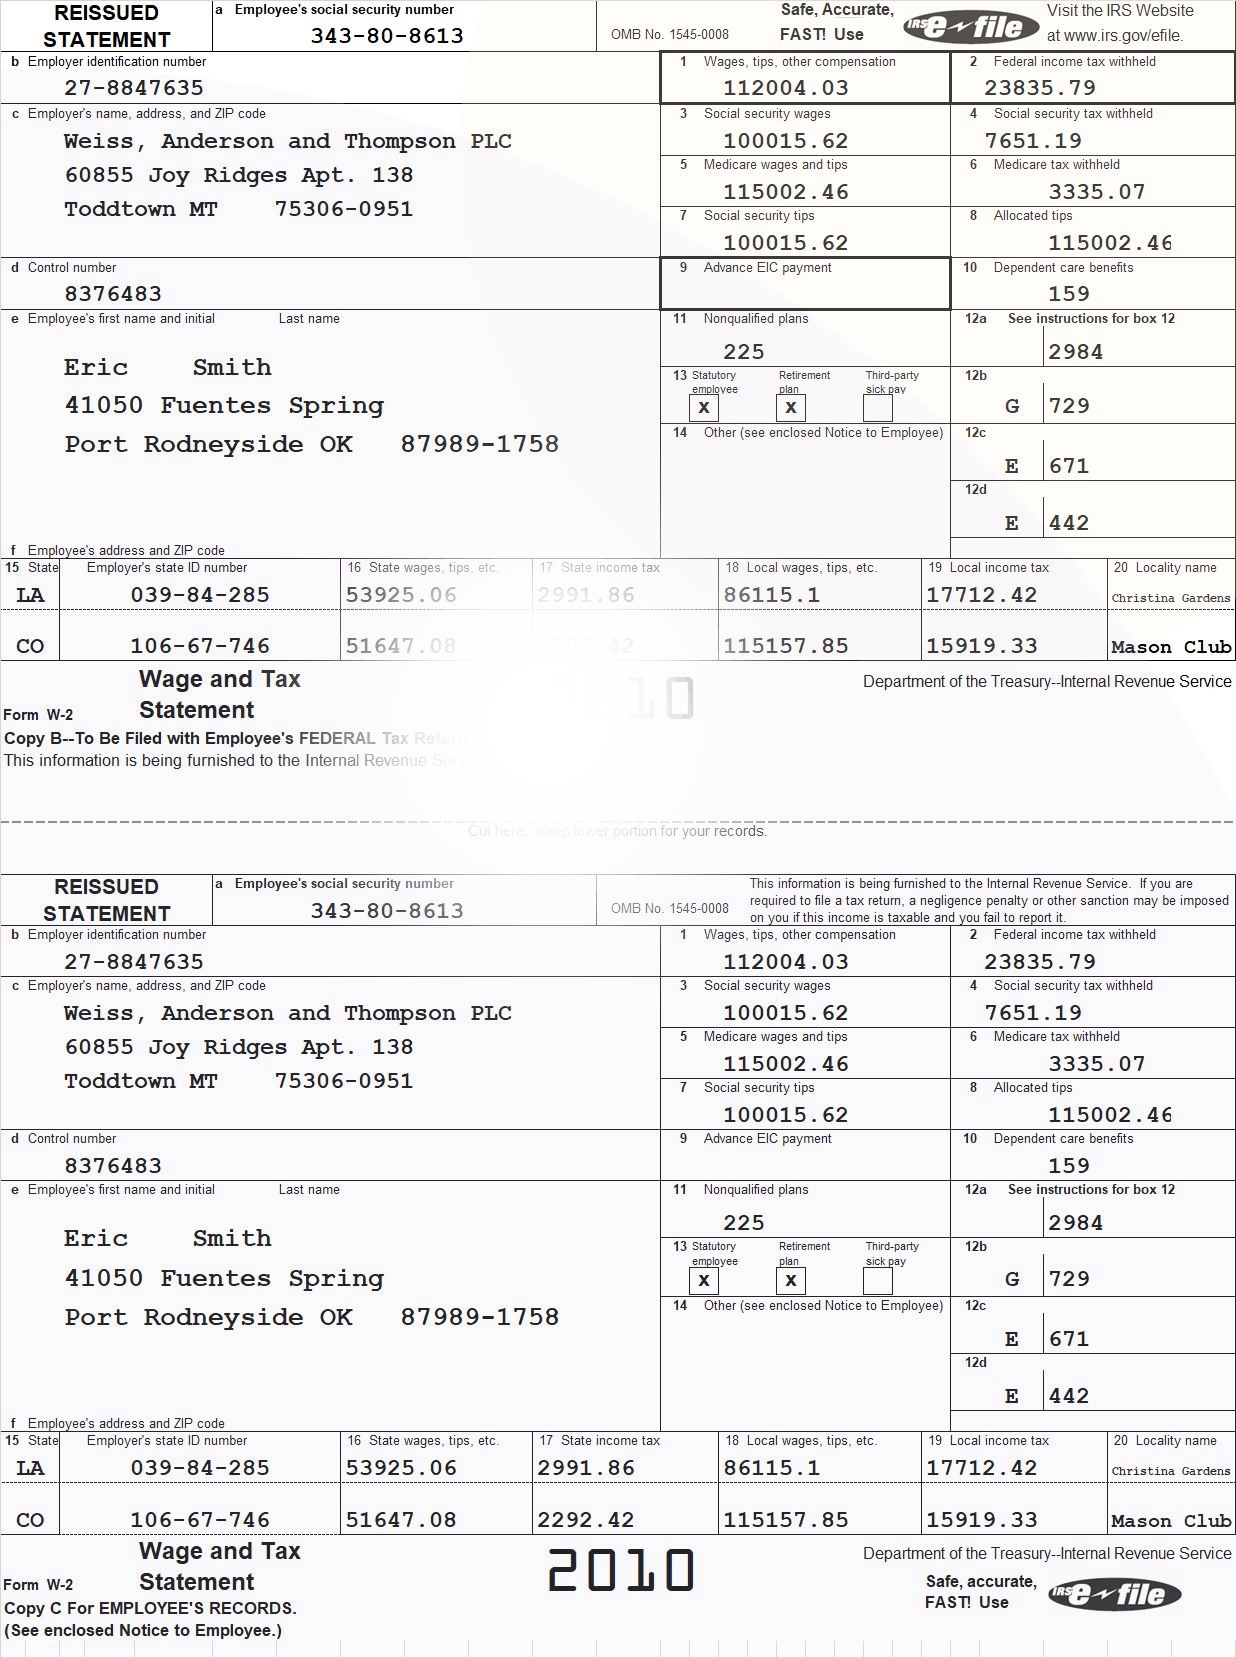 REISSUED STATEMENT
a Employee's social security number
343-80-8613
OMB No. 1545-0008
Safe, Accurate,
FAST! Use
IRS e-file
Visit the IRS Website
at www.irs.gov/efile.
b Employer identification number
27-8847635
1 Wages, tips, other compensation
112004.03
2 Federal income tax withheld
23835.79
c Employer's name, address, and ZIP code
Weiss, Anderson and Thompson PLC
60855 Joy Ridges Apt. 138
Toddtown MT 75306-0951
3 Social security wages
100015.62
4 Social security tax withheld
7651.19
5 Medicare wages and tips
115002.46
6 Medicare tax withheld
3335.07
7 Social security tips
100015.62
8 Allocated tips
115002.46
d Control number
8376483
9 Advance EIC payment
10 Dependent care benefits
159
e Employee's first name and initial Last name
Eric Smith
41050 Fuentes Spring
Port Rodneyside OK 87989-1758
11 Nonqualified plans
225
12a See instructions for box 12
2984
13 Statutory employee Retirement plan Third-party sick pay
X X
12b
G 729
14 Other (see enclosed Notice to Employee)
12c
E 671
12d
E 442
f Employee's address and ZIP code
15 State Employer's state ID number 16 State wages, tips, etc. 17 State income tax 18 Local wages, tips, etc. 19 Local income tax 20 Locality name
LA 039-84-285 53925.06 2991.86 86115.1 17712.42 Christina Gardens
CO 106-67-746 51647.08 2292.42 115157.85 15919.33 Mason Club
Wage and Tax
Statement
Form W-2
10
Department of the Treasury--Internal Revenue Service
Copy B--To Be Filed with Employee's FEDERAL Tax Return
This information is being furnished to the Internal Revenue
Cut here. Keep lower portion for your records.
REISSUED STATEMENT
a Employee's social security number
343-80-8613
OMB No. 1545-0008
This information is being furnished to the Internal Revenue Service. If you are
required to file a tax return, a negligence penalty or other sanction may be imposed
on you if this income is taxable and you fail to report it.
b Employer identification number
27-8847635
1 Wages, tips, other compensation
112004.03
2 Federal income tax withheld
23835.79
c Employer's name, address, and ZIP code
Weiss, Anderson and Thompson PLC
60855 Joy Ridges Apt. 138
Toddtown MT 75306-0951
3 Social security wages
100015.62
4 Social security tax withheld
7651.19
5 Medicare wages and tips
115002.46
6 Medicare tax withheld
3335.07
7 Social security tips
100015.62
8 Allocated tips
115002.46
d Control number
8376483
9 Advance EIC payment
10 Dependent care benefits
159
e Employee's first name and initial Last name
Eric Smith
41050 Fuentes Spring
Port Rodneyside OK 87989-1758
11 Nonqualified plans
225
12a See instructions for box 12
2984
13 Statutory employee Retirement plan Third-party sick pay
X X
12b
G 729
14 Other (see enclosed Notice to Employee)
12c
E 671
12d
E 442
f Employee's address and ZIP code
15 State Employer's state ID number 16 State wages, tips, etc. 17 State income tax 18 Local wages, tips, etc. 19 Local income tax 20 Locality name
LA 039-84-285 53925.06 2991.86 86115.1 17712.42 Christina Gardens
CO 106-67-746 51647.08 2292.42 115157.85 15919.33 Mason Club
Wage and Tax
Statement
Form W-2
2010
Department of the Treasury--Internal Revenue Service
Safe, accurate,
FAST! Use
IRS e-file
Copy C For EMPLOYEE'S RECORDS.
(See enclosed Notice to Employee.)